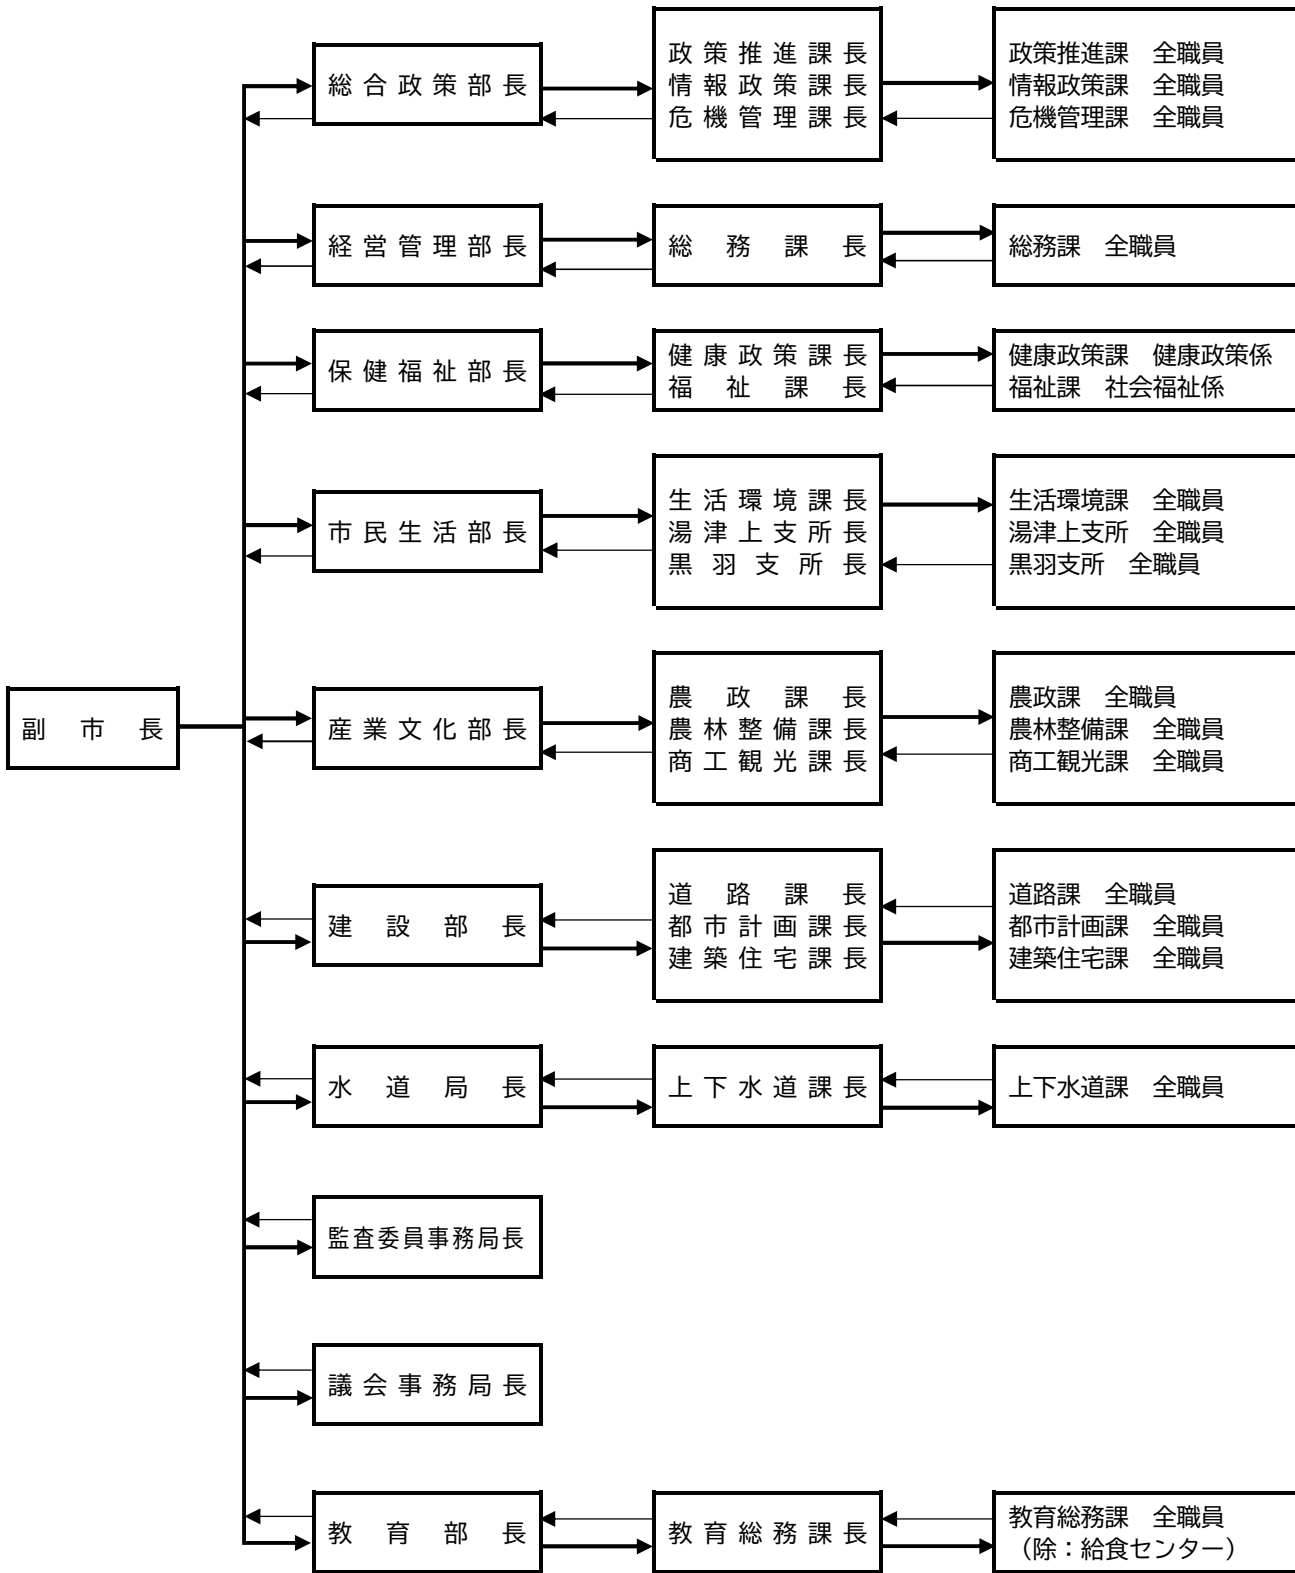 総合政策部長
政策推進課長
情報政策課長
危機管理課長
政策推進課　全職員
情報政策課　全職員
危機管理課　全職員
経営管理部長
総務課長
総務課　全職員
保健福祉部長
健康政策課長
福祉課長
健康政策課　健康政策係
福祉課　社会福祉係
市民生活部長
生活環境課長
湯津上支所長
黒羽支所長
生活環境課　全職員
湯津上支所　全職員
黒羽支所　全職員
副市長
産業文化部長
農政課長
農林整備課長
商工観光課長
農政課　全職員
農林整備課　全職員
商工観光課　全職員
建設部長
道路課長
都市計画課長
建築住宅課長
道路課　全職員
都市計画課　全職員
建築住宅課　全職員
水道局長
上下水道課長
上下水道課　全職員
監査委員事務局長
議会事務局長
教育部長
教育総務課長
教育総務課　全職員
（除：給食センター）